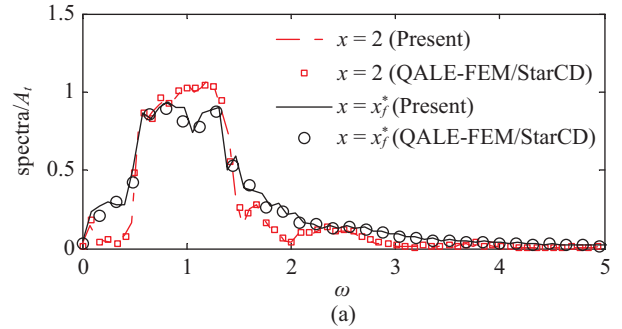 x = 2 (Present)
x = 2 (QALE-FEM/StarCD)
x = x_f^* (Present)
x = x_f^* (QALE-FEM/StarCD)
spectra/A_t
1.5
1
0.5
0
0 1 2 3 4 5
ω
(a)